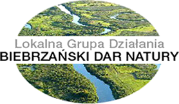 Lokalna Grupa Działania
BIEBRZAŃSKI DAR NATURY